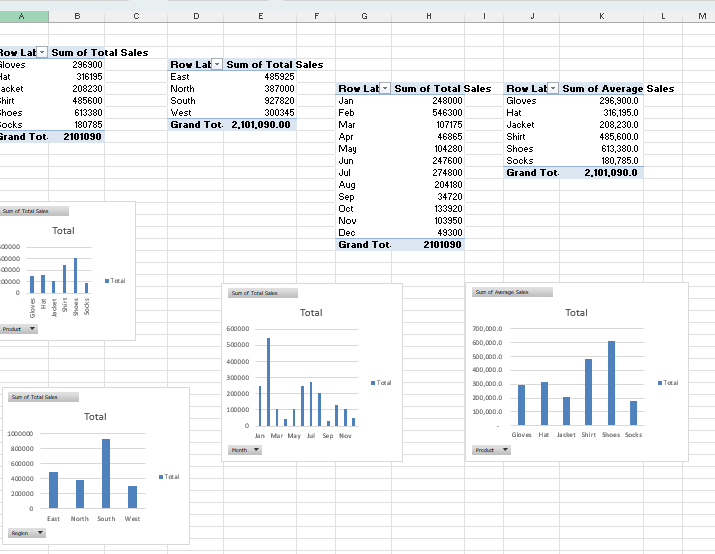 A B C D E F G H I J K L M
Row Lab Sum of Total Sales
Gloves 296900
Hat 316195
Jacket 208230
Shirt 485600
Shoes 613380
Socks 180785
Grand Tot 2101090
Row Lab Sum of Total Sales
East 485925
North 387000
South 927820
West 300345
Grand Tot 2,101,090.00
Row Lab Sum of Total Sales
Jan 248000
Feb 546300
Mar 107175
Apr 46865
May 104280
Jun 247600
Jul 274800
Aug 204180
Sep 34720
Oct 133920
Nov 103950
Dec 49300
Grand Tot 2101090
Row Lab Sum of Average Sales
Gloves 296,900.0
Hat 316,195.0
Jacket 208,230.0
Shirt 485,600.0
Shoes 613,380.0
Socks 180,785.0
Grand Tot 2,101,090.0
Sum of Total Sales
Total
00000
00000
00000
0
Gloves Hat Jacket Shirt Shoes Socks
Total
Product
Sum of Total Sales
Total
600000
500000
400000
300000
200000
100000
0
Jan Mar May Jul Sep Nov
Total
Month
Sum of Average Sales
Total
700,000.0
600,000.0
500,000.0
400,000.0
300,000.0
200,000.0
100,000.0
-
Gloves Hat Jacket Shirt Shoes Socks
Total
Product
Sum of Total Sales
Total
1000000
800000
600000
400000
200000
0
East North South West
Total
Region